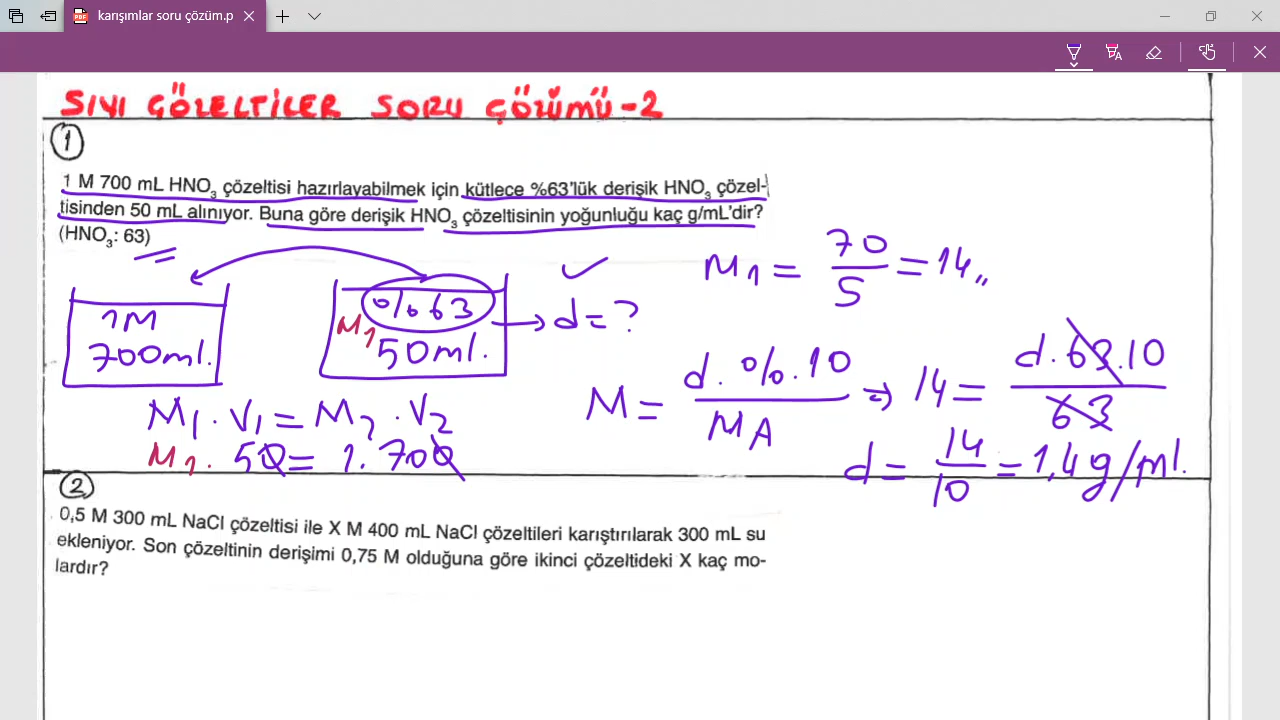 karışımlar soru çözüm.p
SIVI ÇÖZELTİLER SORU ÇÖZÜMÜ-2
1
1 M 700 mL HNO₃ çözeltisi hazırlayabilmek için kütlece %63'lük derişik HNO₃ çözel-
tisinden 50 mL alınıyor. Buna göre derişik HNO₃ çözeltisinin yoğunluğu kaç g/mL'dir?
(HNO₃: 63)
M₁ = 70/5 = 14,,
1M
700ml.
%63
M₁
50ml.
d = ?
M = d.%.10/MA ⇒ 14 = d.63.10/63
d = 14/10 = 1,4g/ml.
M₁.V₁ = M₂.V₂
M₁. 50 = 1.700
2
0,5 M 300 mL NaCl çözeltisi ile X M 400 mL NaCl çözeltileri karıştırılarak 300 mL su
ekleniyor. Son çözeltinin derişimi 0,75 M olduğuna göre ikinci çözeltideki X kaç mo-
lardır?